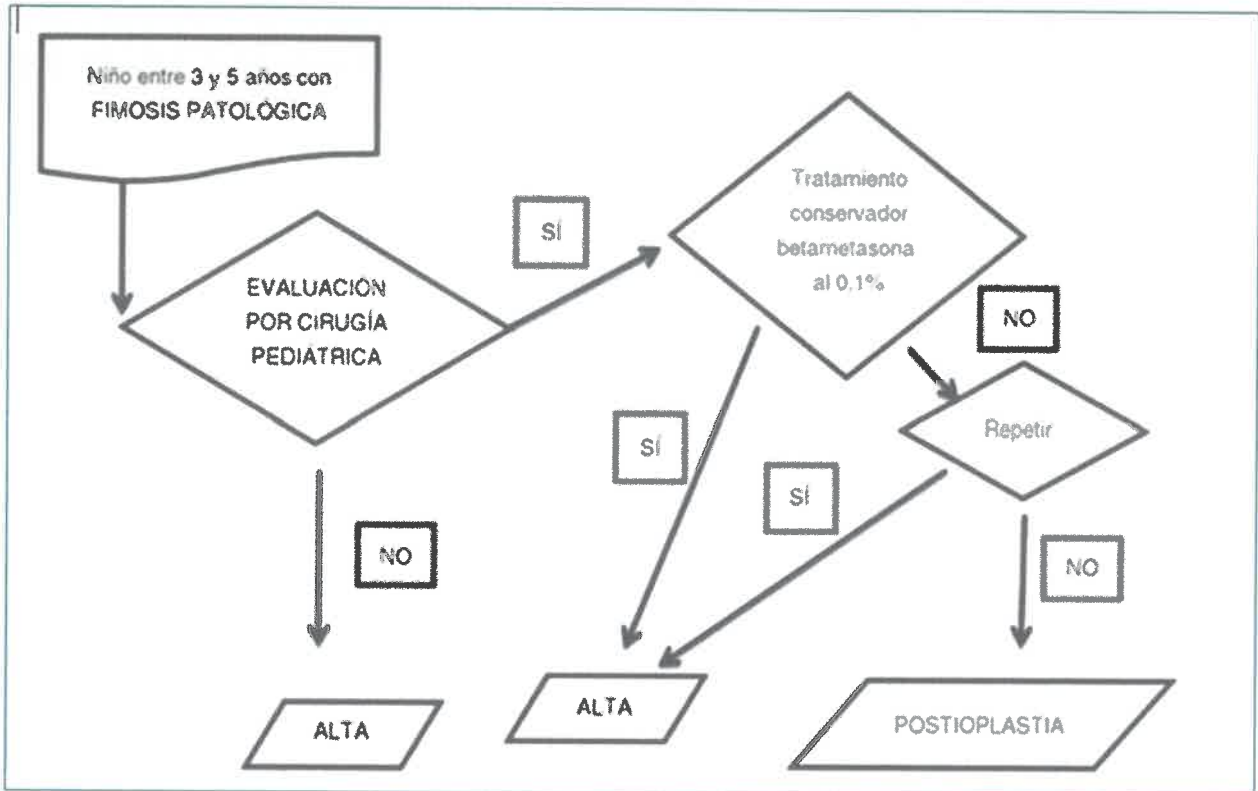 Niño entre 3 y 5 años con
FIMOSIS PATOLÓGICA
EVALUACIÓN
POR CIRUGÍA
PEDIÁTRICA
SÍ
Tratamiento
conservador
betametasona
al 0.1%
NO
Repetir
SÍ
SÍ
NO
NO
ALTA
ALTA
POSTIOPLASTIA